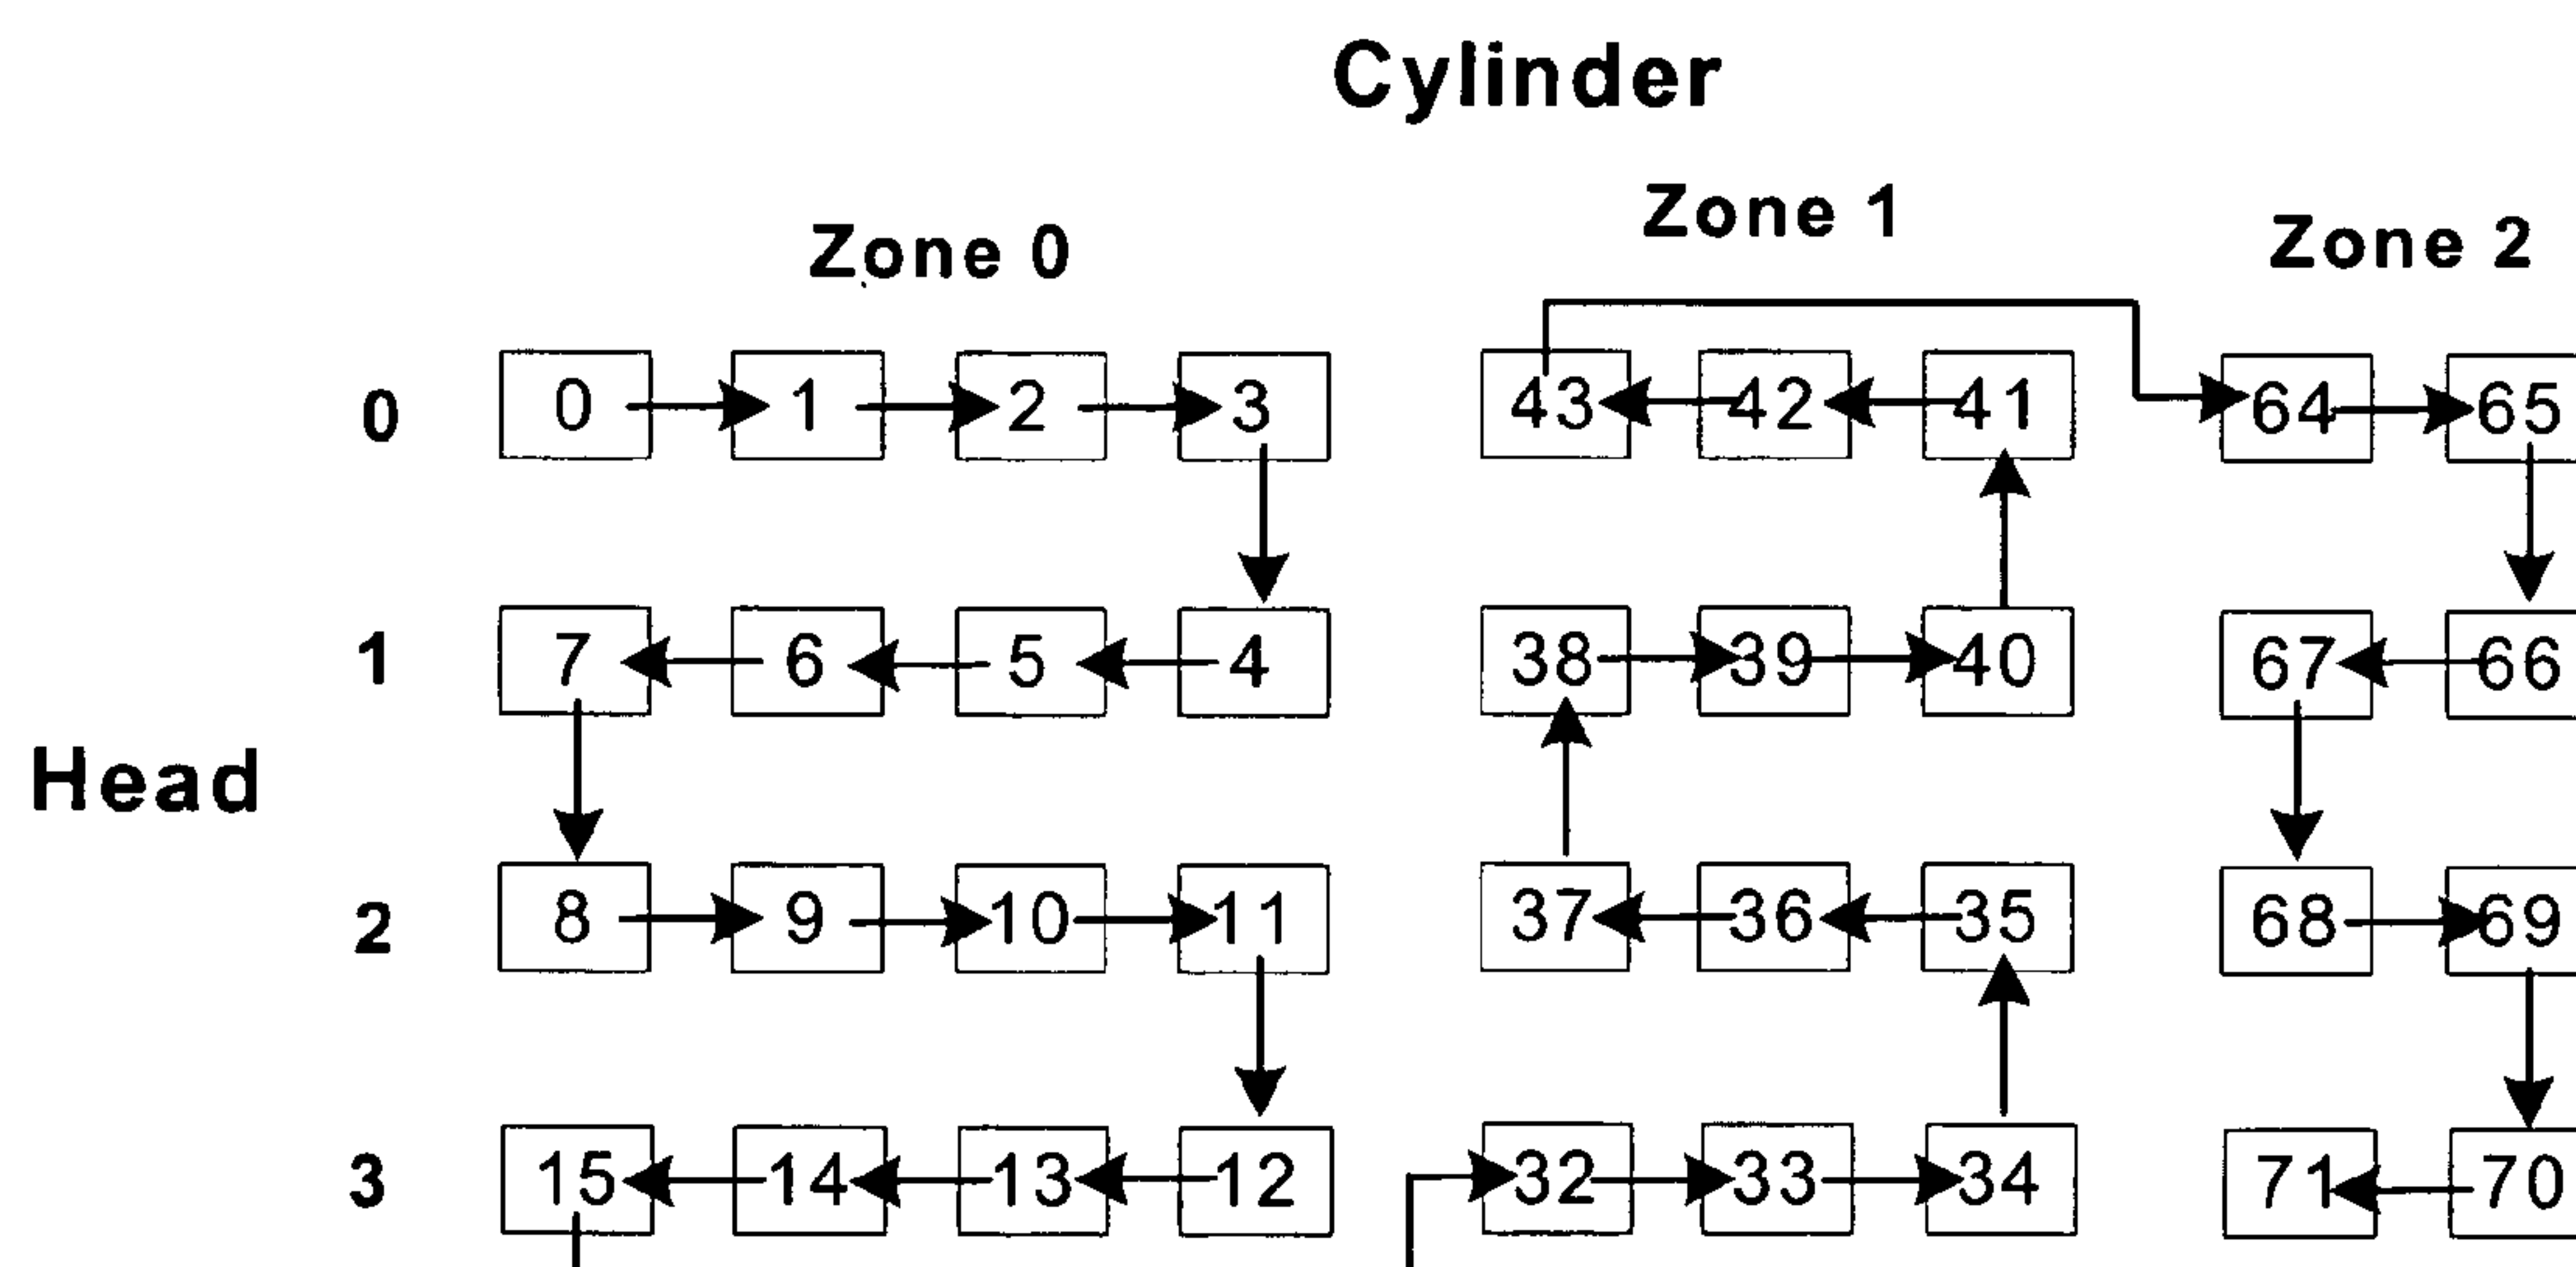 Cylinder
Zone 0 Zone 1 Zone 2
0 0 1 2 3 43 42 41 64 65
1 7 6 5 4 38 39 40 67 66
Head
2 8 9 10 11 37 36 35 68 69
3 15 14 13 12 32 33 34 71 70